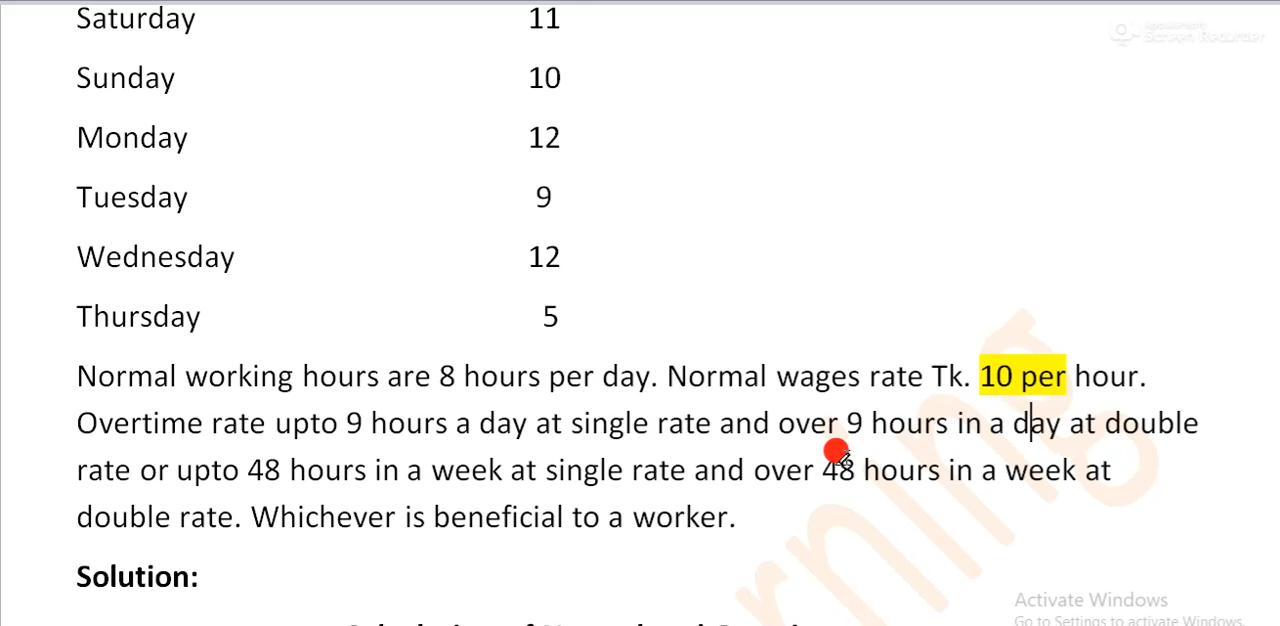 Saturday 11
Screen Recorder
Sunday 10
Monday 12
Tuesday 9
Wednesday 12
Thursday 5
Normal working hours are 8 hours per day. Normal wages rate Tk. 10 per hour.
Overtime rate upto 9 hours a day at single rate and over 9 hours in a day at double
rate or upto 48 hours in a week at single rate and over 48 hours in a week at
double rate. Whichever is beneficial to a worker.
Solution:
Activate Windows
Go to Settings to activate Windows.